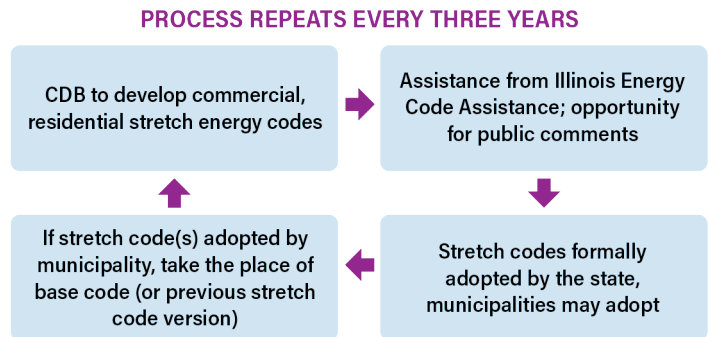 PROCESS REPEATS EVERY THREE YEARS
CDB to develop commercial,
residential stretch energy codes
Assistance from Illinois Energy
Code Assistance; opportunity
for public comments
Stretch codes formally
adopted by the state,
municipalities may adopt
If stretch code(s) adopted by
municipality, take the place of
base code (or previous stretch
code version)